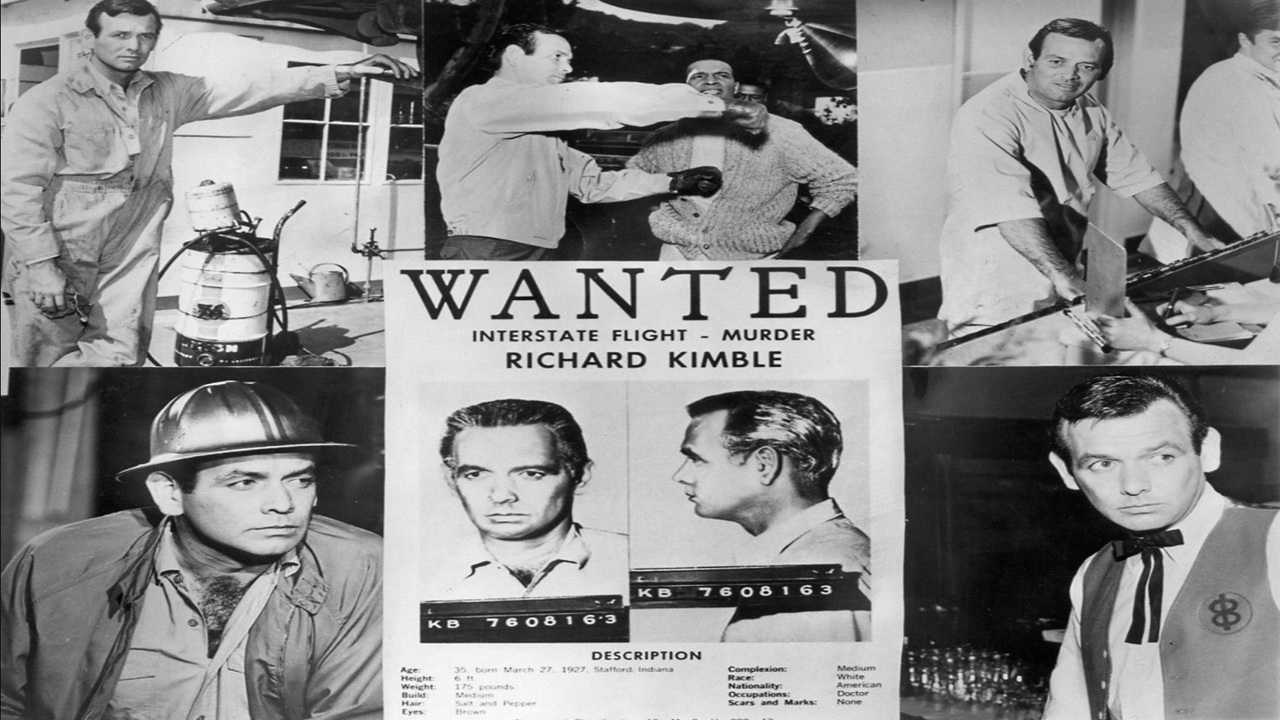 WANTED
INTERSTATE FLIGHT - MURDER
RICHARD KIMBLE
KB 7608163
KB 7608163
DESCRIPTION
Age: 35, born March 27, 1927, Stafford, Indiana
Height: 6 ft.
Weight: 175 pounds
Build: Medium
Hair: Salt and Pepper
Eyes: Brown
Complexion: Medium
Race: White
Nationality: American
Occupations: Doctor
Scars and Marks: None